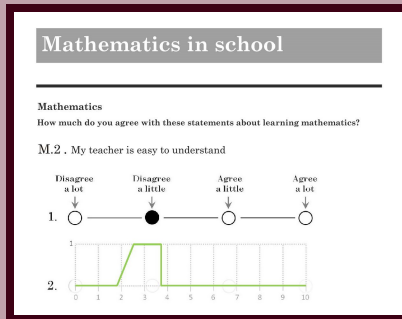 Mathematics in school
Mathematics
How much do you agree with these statements about learning mathematics?
M.2 . My teacher is easy to understand
Disagree a lot Disagree a little Agree a little Agree a lot
1.
1
2.
0 1 2 3 4 5 6 7 8 9 10